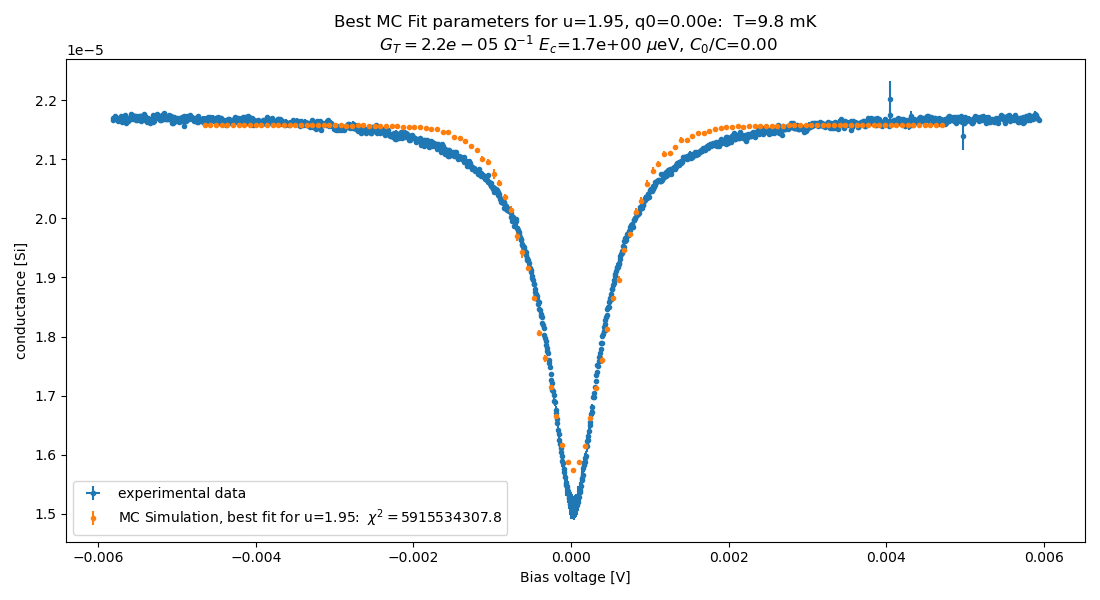 Best MC Fit parameters for u=1.95, q0=0.00e: T=9.8 mK
$G_T = 2.2e-05\ \Omega^{-1}\ E_c$=1.7e+00 $\mu$eV, $C_0$/C=0.00
1e−5
2.2
2.1
2.0
1.9
1.8
1.7
1.6
1.5
conductance [Si]
experimental data
MC Simulation, best fit for u=1.95: $\chi^2 = 5915534307.8$
−0.006 −0.004 −0.002 0.000 0.002 0.004 0.006
Bias voltage [V]